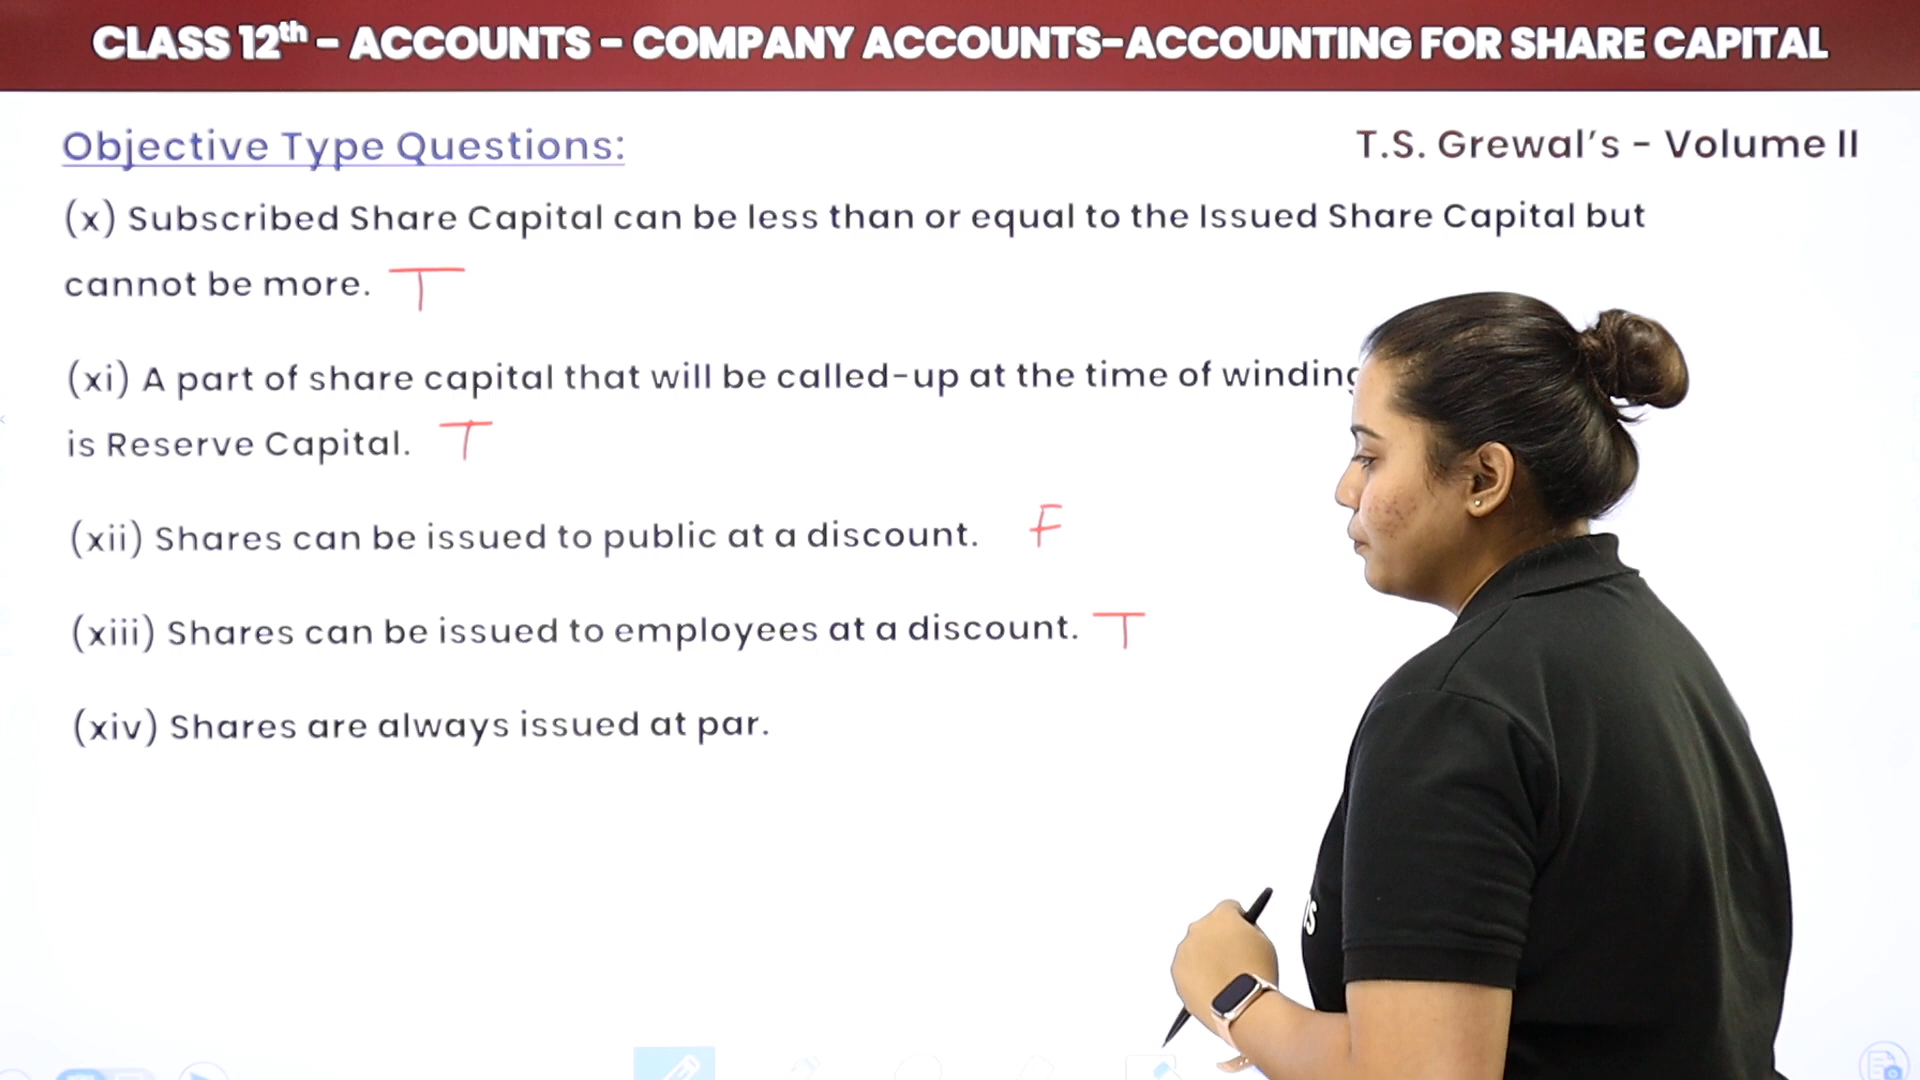 CLASS 12th - ACCOUNTS - COMPANY ACCOUNTS-ACCOUNTING FOR SHARE CAPITAL
Objective Type Questions:
T.S. Grewal's - Volume II
(x) Subscribed Share Capital can be less than or equal to the Issued Share Capital but
cannot be more. T
(xi) A part of share capital that will be called-up at the time of winding
is Reserve Capital. T
(xii) Shares can be issued to public at a discount. F
(xiii) Shares can be issued to employees at a discount. T
(xiv) Shares are always issued at par.